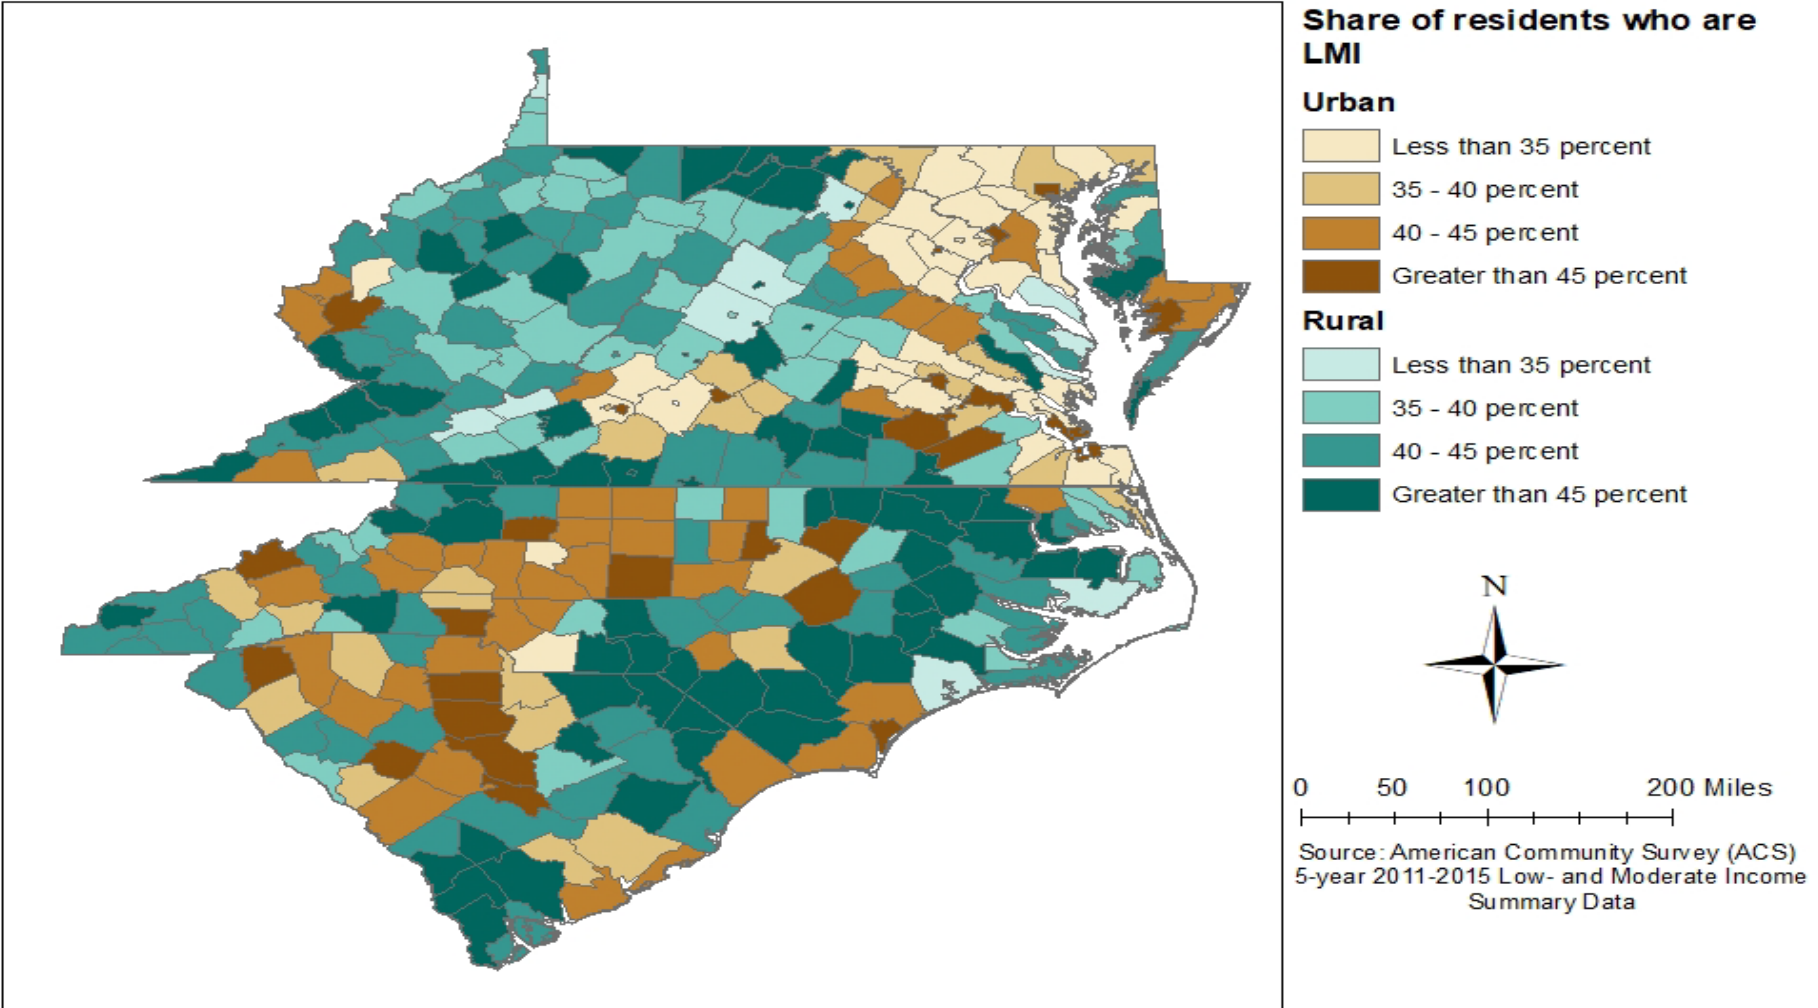 Share of residents who are
LMI
Urban
Less than 35 percent
35 - 40 percent
40 - 45 percent
Greater than 45 percent
Rural
Less than 35 percent
35 - 40 percent
40 - 45 percent
Greater than 45 percent
N
0 50 100 200 Miles
Source: American Community Survey (ACS)
5-year 2011-2015 Low- and Moderate Income
Summary Data